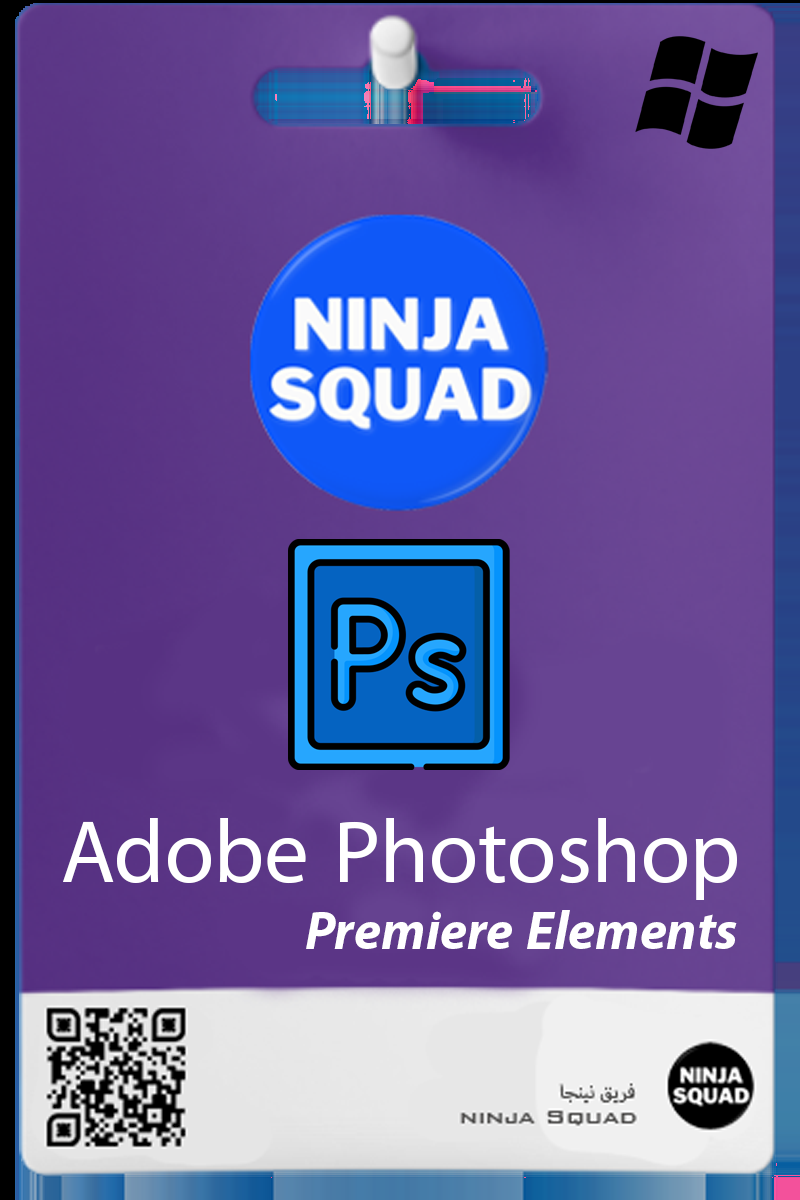 NINJA
SQUAD
Ps
Adobe Photoshop
Premiere Elements
فريق نينجا
NINJA SQUAD
NINJA
SQUAD